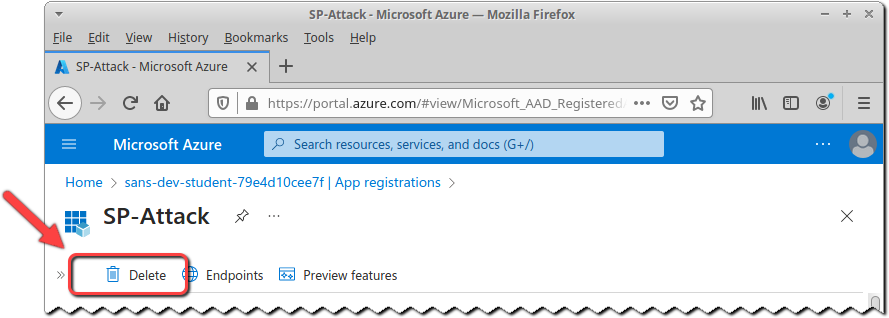 SP-Attack - Microsoft Azure — Mozilla Firefox
File Edit View History Bookmarks Tools Help
SP-Attack - Microsoft Azure
https://portal.azure.com/#view/Microsoft_AAD_Registered
Microsoft Azure Search resources, services, and docs (G+/)
Home > sans-dev-student-79e4d10cee7f | App registrations >
SP-Attack
Delete Endpoints Preview features